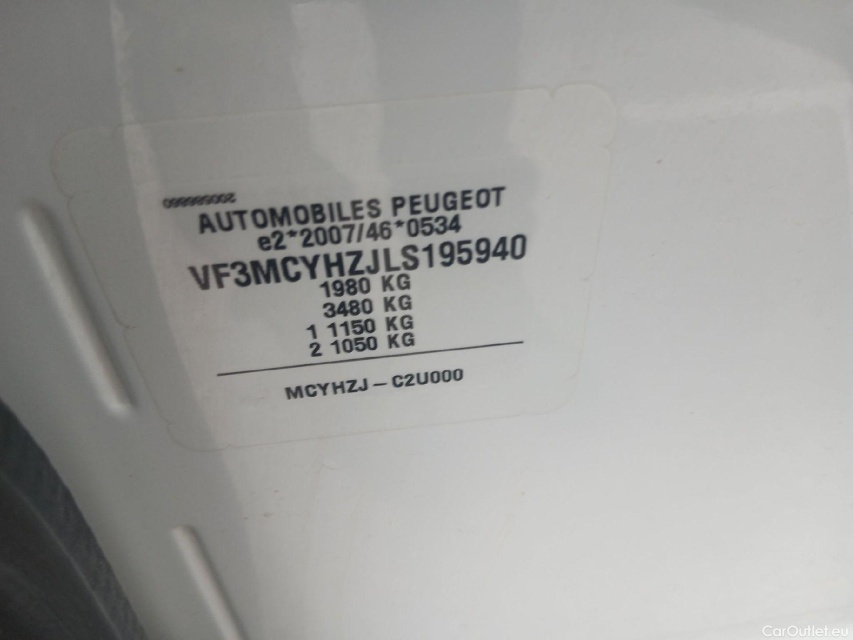 AUTOMOBILES PEUGEOT
e2*2007/46*0534
VF3MCYHZJLS195940
1980 KG
3480 KG
1 1150 KG
2 1050 KG
MCYHZJ – C2U000
CarOutlet.eu